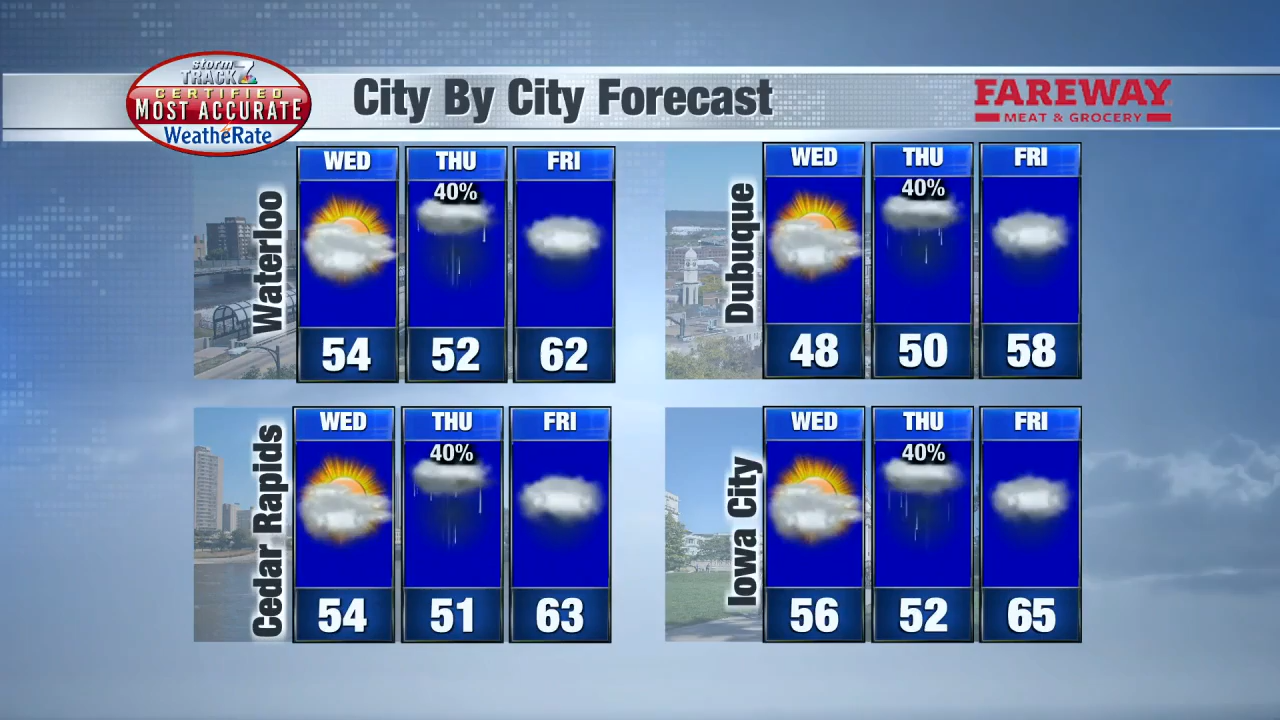 storm
TRACK 7
CERTIFIED
MOST ACCURATE
WeatheRate
City By City Forecast
FAREWAY
MEAT & GROCERY
Waterloo
WED THU FRI
40%
54 52 62
Dubuque
WED THU FRI
40%
48 50 58
Cedar Rapids
WED THU FRI
40%
54 51 63
Iowa City
WED THU FRI
40%
56 52 65